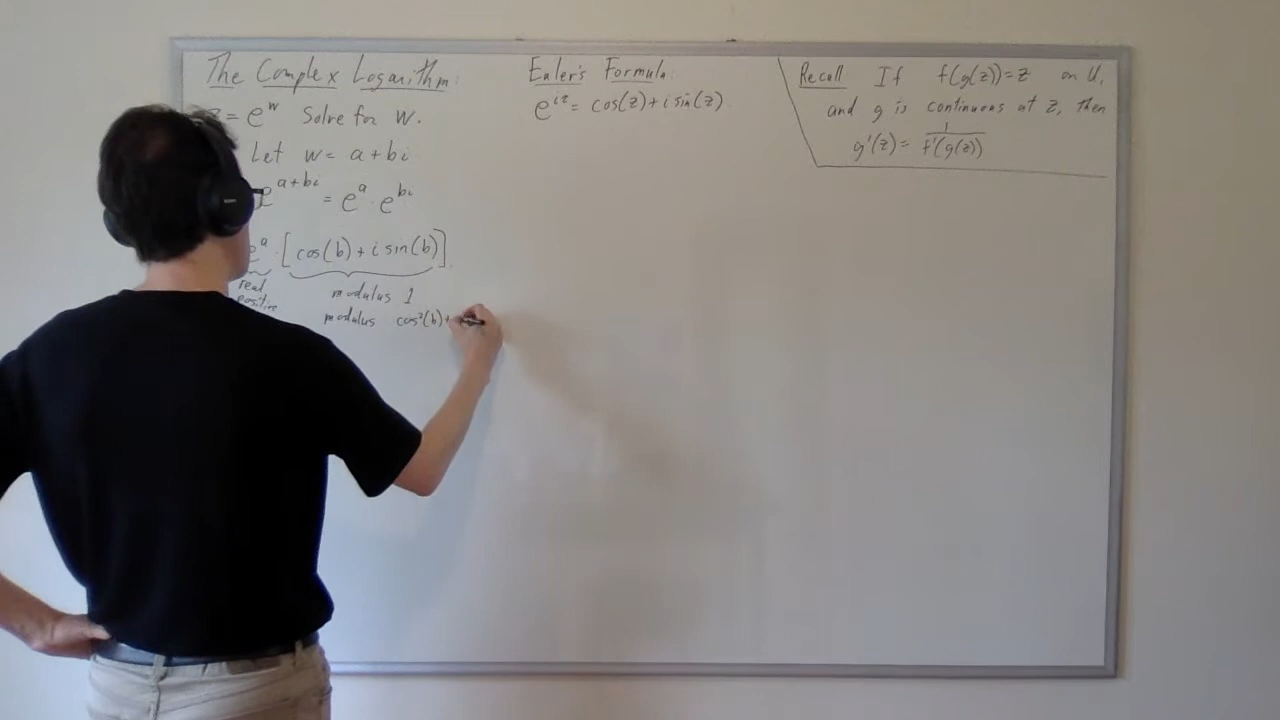 The Complex Logarithm:
z = e^w Solve for w.
Let w = a + bi
e^{a+bi} = e^a · e^{bi}
e^a · [cos(b) + i sin(b)].
real
positive
modulus 1
modulus cos²(b)+
Euler's Formula:
e^{iz} = cos(z) + i sin(z)
Recall If f(g(z)) = z on U,
and g is continuous at z, then
g'(z) = 1/f'(g(z))
SONY